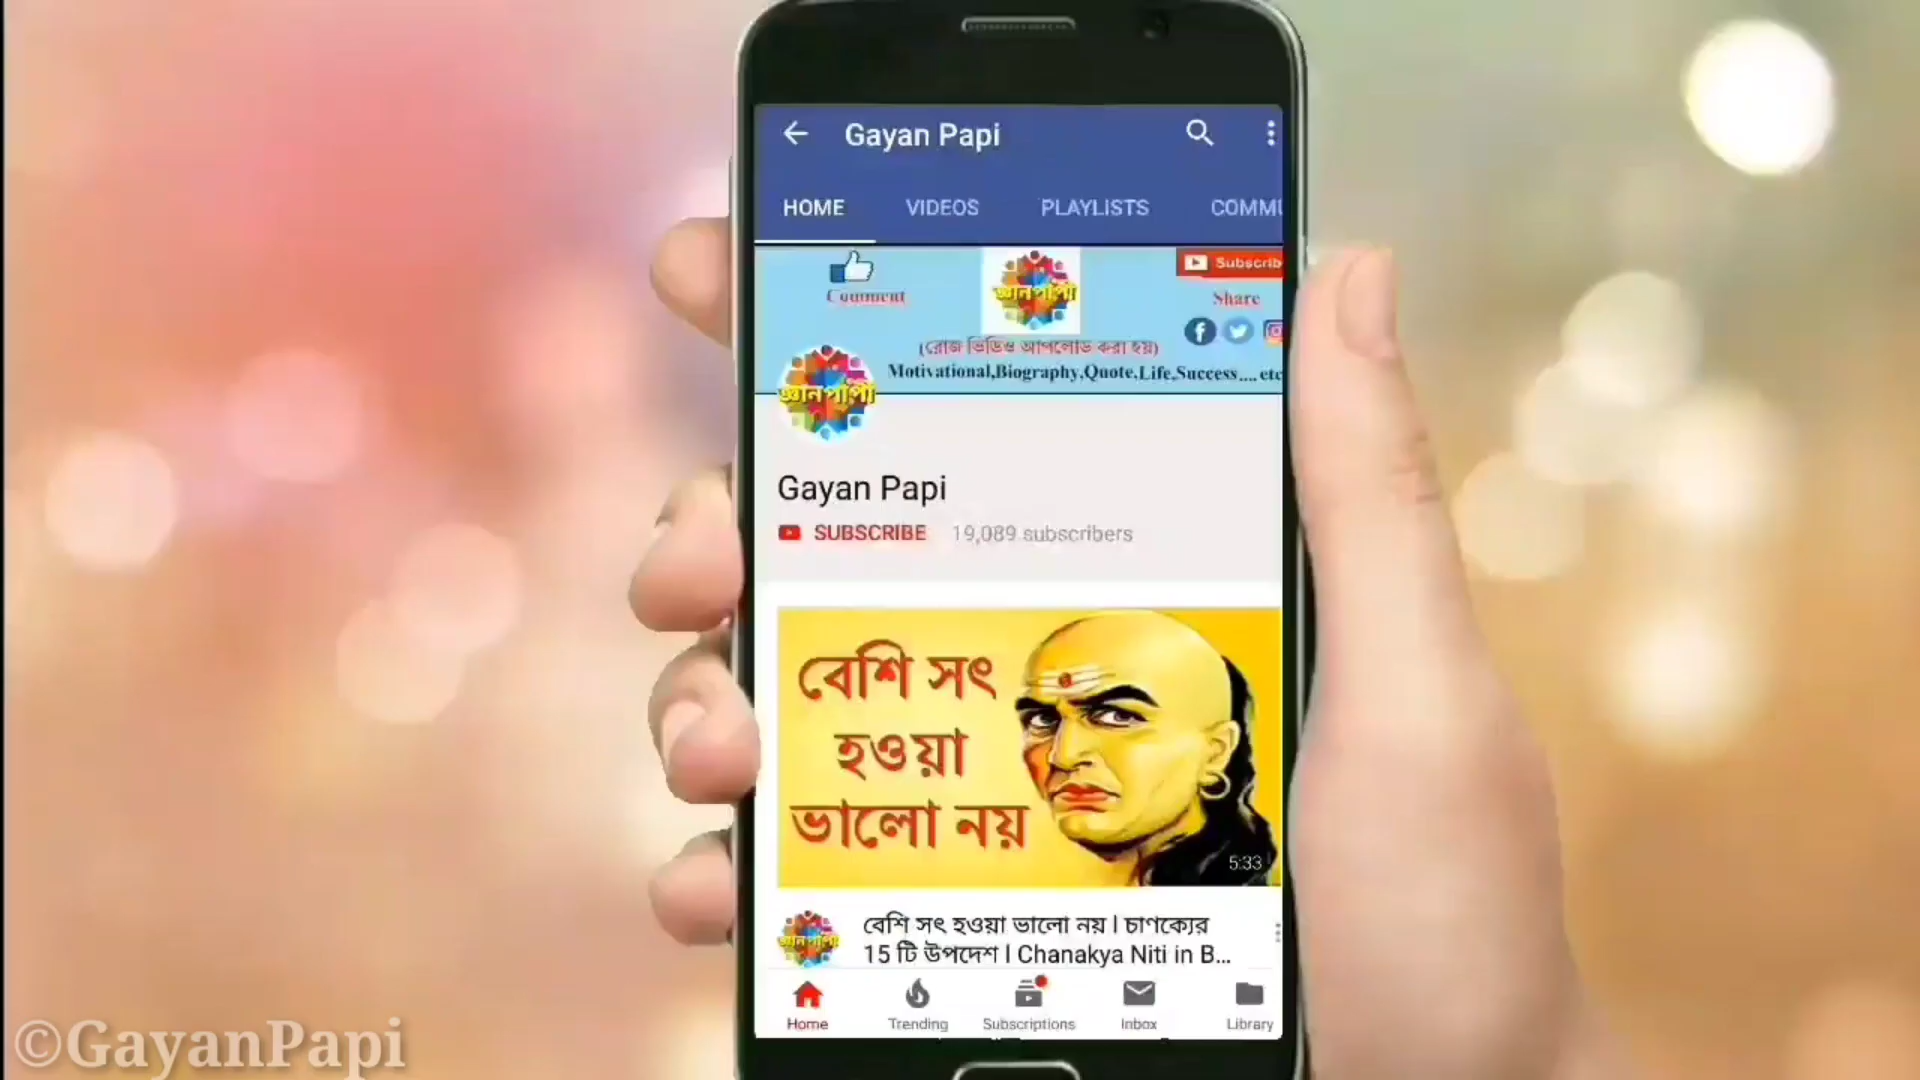 Gayan Papi
HOME VIDEOS PLAYLISTS COMMU
Subscrib
Comment
জ্ঞানপাপী
Share
(রোজ ভিডিও আপলোড করা হয়)
Motivational,Biography,Quote,Life,Success....etc
জ্ঞানপাপী
Gayan Papi
SUBSCRIBE 19,089 subscribers
বেশি সৎ
হওয়া
ভালো নয়
5:33
জ্ঞানপাপী
বেশি সৎ হওয়া ভালো নয় l চাণক্যের
15 টি উপদেশ l Chanakya Niti in B...
Home Trending Subscriptions Inbox Library
©GayanPapi